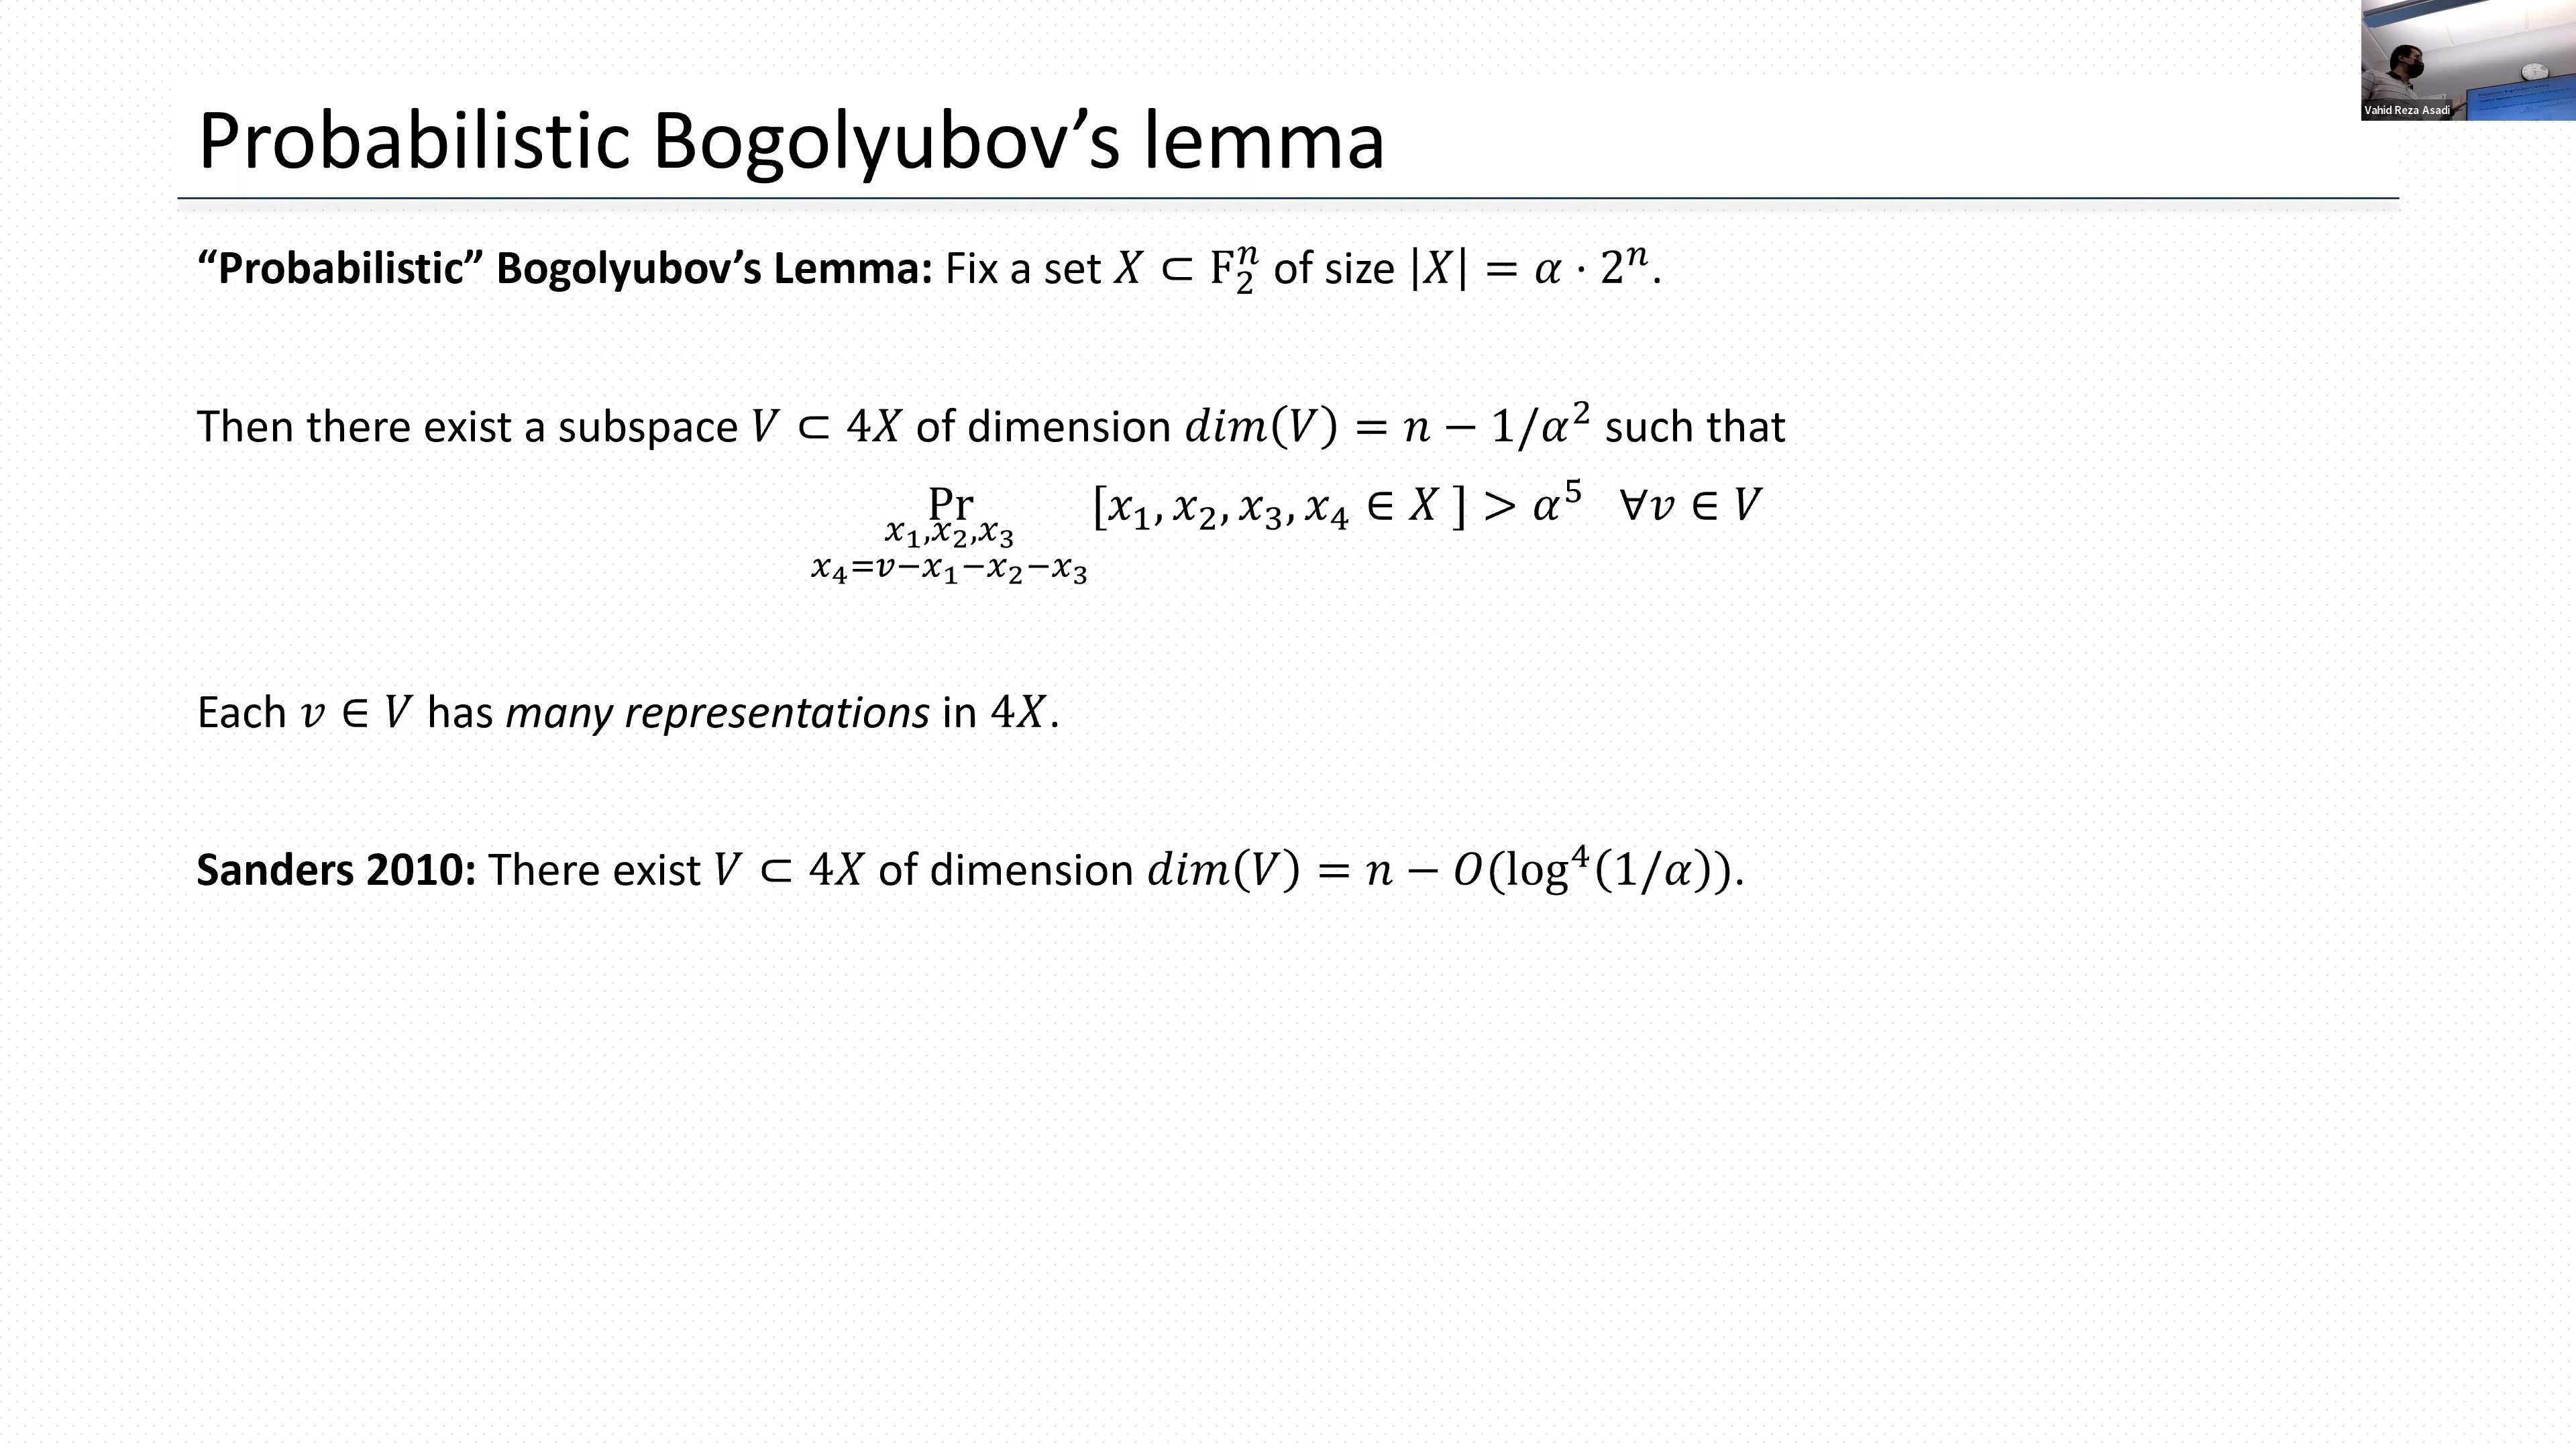 Vahid Reza Asadi
Probabilistic Bogolyubov’s lemma
“Probabilistic” Bogolyubov’s Lemma: Fix a set 𝑋 ⊂ F₂ⁿ of size |𝑋| = 𝛼 · 2ⁿ.
Then there exist a subspace 𝑉 ⊂ 4𝑋 of dimension 𝑑𝑖𝑚(𝑉) = 𝑛 − 1/𝛼² such that
Pr [𝑥₁, 𝑥₂, 𝑥₃, 𝑥₄ ∈ 𝑋 ] > 𝛼⁵ ∀𝑣 ∈ 𝑉
𝑥₁,𝑥₂,𝑥₃
𝑥₄=𝑣−𝑥₁−𝑥₂−𝑥₃
Each 𝑣 ∈ 𝑉 has many representations in 4𝑋.
Sanders 2010: There exist 𝑉 ⊂ 4𝑋 of dimension 𝑑𝑖𝑚(𝑉) = 𝑛 − 𝑂(log⁴(1/𝛼)).